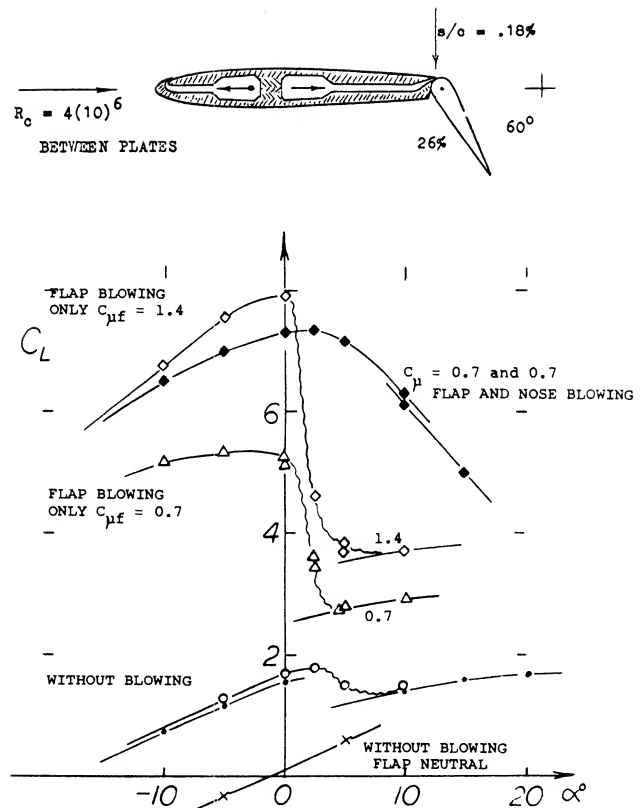 s/c = .18%
R_c = 4(10)^6
BETWEEN PLATES
26%
60°
FLAP BLOWING
ONLY C_μf = 1.4
C_L
C_μ = 0.7 and 0.7
FLAP AND NOSE BLOWING
6
FLAP BLOWING
ONLY C_μf = 0.7
4
1.4
0.7
2
WITHOUT BLOWING
WITHOUT BLOWING
FLAP NEUTRAL
-10 0 10 20 α°